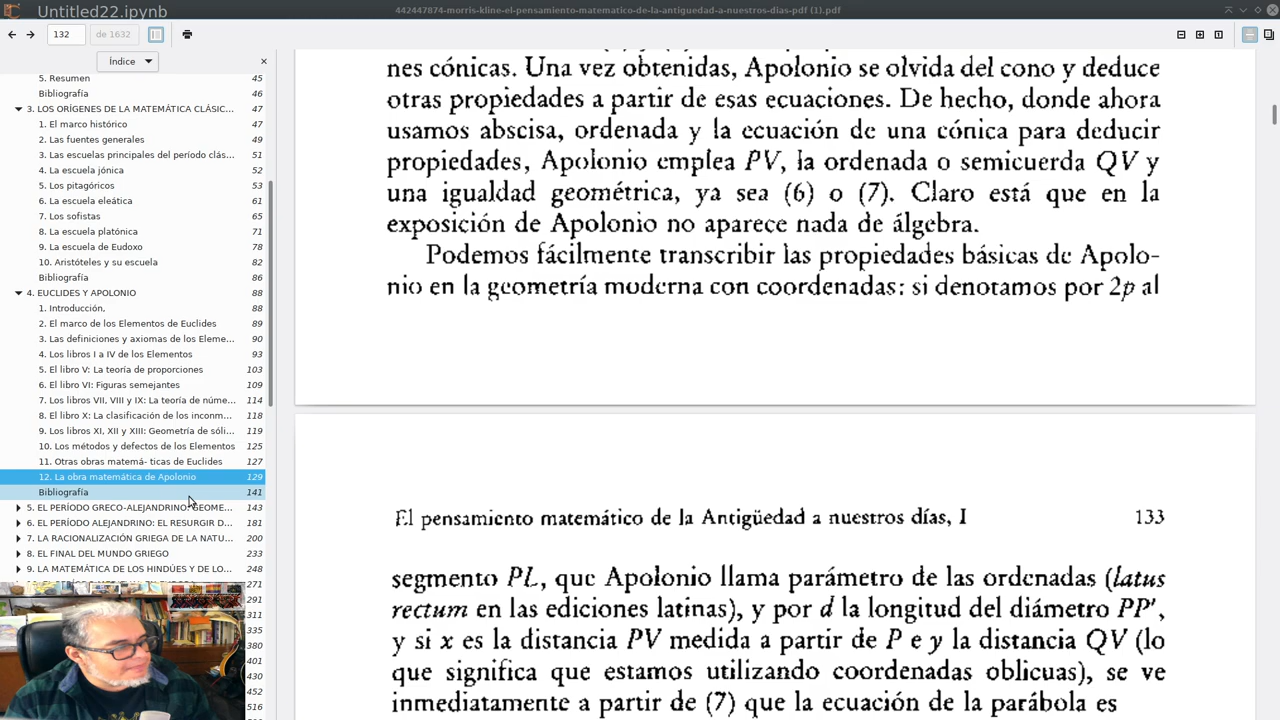 Untitled22.ipynb
442447874-morris-kline-el-pensamiento-matematico-de-la-antiguedad-a-nuestros-dias-pdf (1).pdf
132
de 1632
Índice
5. Resumen 45
Bibliografía 46
3. LOS ORÍGENES DE LA MATEMÁTICA CLÁSIC... 47
1. El marco histórico 47
2. Las fuentes generales 49
3. Las escuelas principales del período clás... 51
4. La escuela jónica 52
5. Los pitagóricos 53
6. La escuela eleática 61
7. Los sofistas 65
8. La escuela platónica 71
9. La escuela de Eudoxo 78
10. Aristóteles y su escuela 82
Bibliografía 86
4. EUCLIDES Y APOLONIO 88
1. Introducción, 88
2. El marco de los Elementos de Euclides 89
3. Las definiciones y axiomas de los Eleme... 90
4. Los libros I a IV de los Elementos 93
5. El libro V: La teoría de proporciones 103
6. El libro VI: Figuras semejantes 109
7. Los libros VII, VIII y IX: La teoría de núme... 114
8. El libro X: La clasificación de los inconm... 118
9. Los libros XI, XII y XIII: Geometría de sóli... 119
10. Los métodos y defectos de los Elementos 125
11. Otras obras matemá- ticas de Euclides 127
12. La obra matemática de Apolonio 129
Bibliografía 141
5. EL PERÍODO GRECO-ALEJANDRINO: GEOME... 143
6. EL PERÍODO ALEJANDRINO: EL RESURGIR D... 181
7. LA RACIONALIZACIÓN GRIEGA DE LA NATU... 200
8. EL FINAL DEL MUNDO GRIEGO 233
9. LA MATEMÁTICA DE LOS HINDÚES Y DE LO... 248
271
291
311
335
380
401
430
452
516
nes cónicas. Una vez obtenidas, Apolonio se olvida del cono y deduce
otras propiedades a partir de esas ecuaciones. De hecho, donde ahora
usamos abscisa, ordenada y la ecuación de una cónica para deducir
propiedades, Apolonio emplea PV, la ordenada o semicuerda QV y
una igualdad geométrica, ya sea (6) o (7). Claro está que en la
exposición de Apolonio no aparece nada de álgebra.
Podemos fácilmente transcribir las propiedades básicas de Apolo-
nio en la geometría moderna con coordenadas: si denotamos por 2p al
El pensamiento matemático de la Antigüedad a nuestros días, I 133
segmento PL, que Apolonio llama parámetro de las ordenadas (latus
rectum en las ediciones latinas), y por d la longitud del diámetro PP',
y si x es la distancia PV medida a partir de P e y la distancia QV (lo
que significa que estamos utilizando coordenadas oblicuas), se ve
inmediatamente a partir de (7) que la ecuación de la parábola es